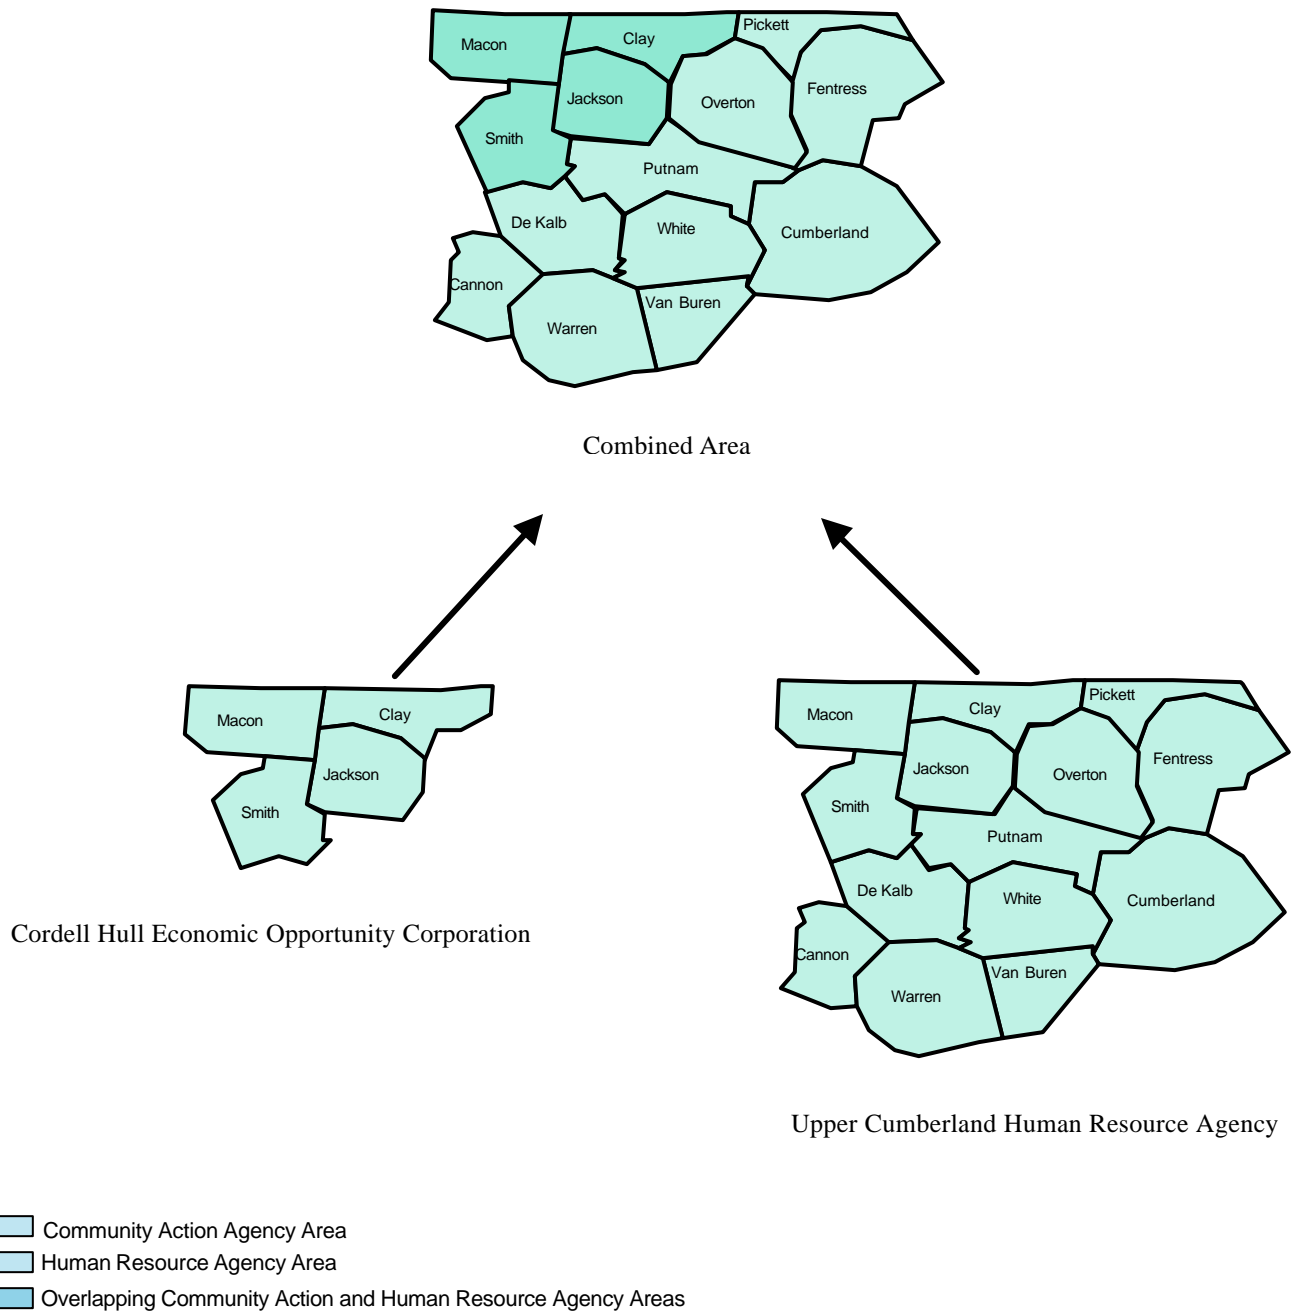 Macon
Clay
Pickett
Jackson
Overton
Fentress
Smith
Putnam
De Kalb
White
Cumberland
Cannon
Van Buren
Warren
Combined Area
Macon
Clay
Jackson
Smith
Cordell Hull Economic Opportunity Corporation
Macon
Clay
Pickett
Jackson
Overton
Fentress
Smith
Putnam
De Kalb
White
Cumberland
Cannon
Van Buren
Warren
Upper Cumberland Human Resource Agency
Community Action Agency Area
Human Resource Agency Area
Overlapping Community Action and Human Resource Agency Areas